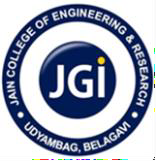 JAIN COLLEGE OF ENGINEERING & RESEARCH
JGi
UDYAMBAG, BELAGAVI